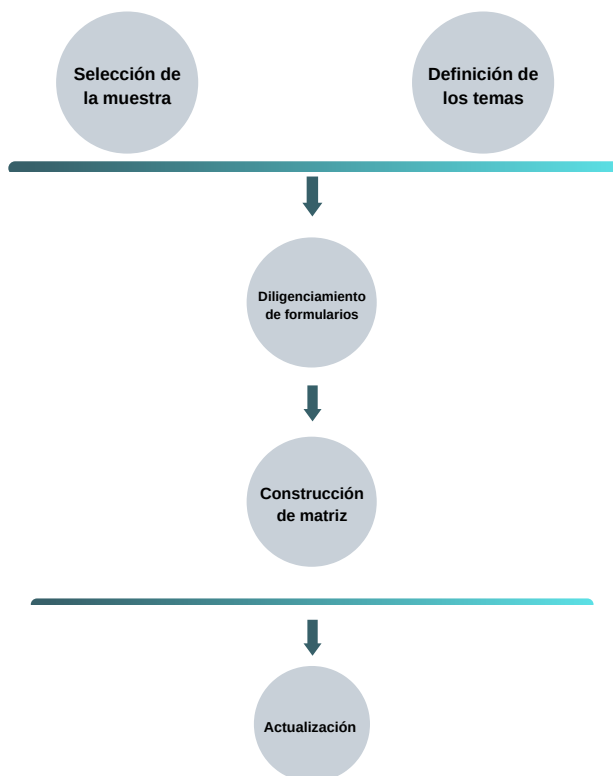 Selección de
la muestra
Definición de
los temas
Diligenciamiento
de formularios
Construcción
de matriz
Actualización